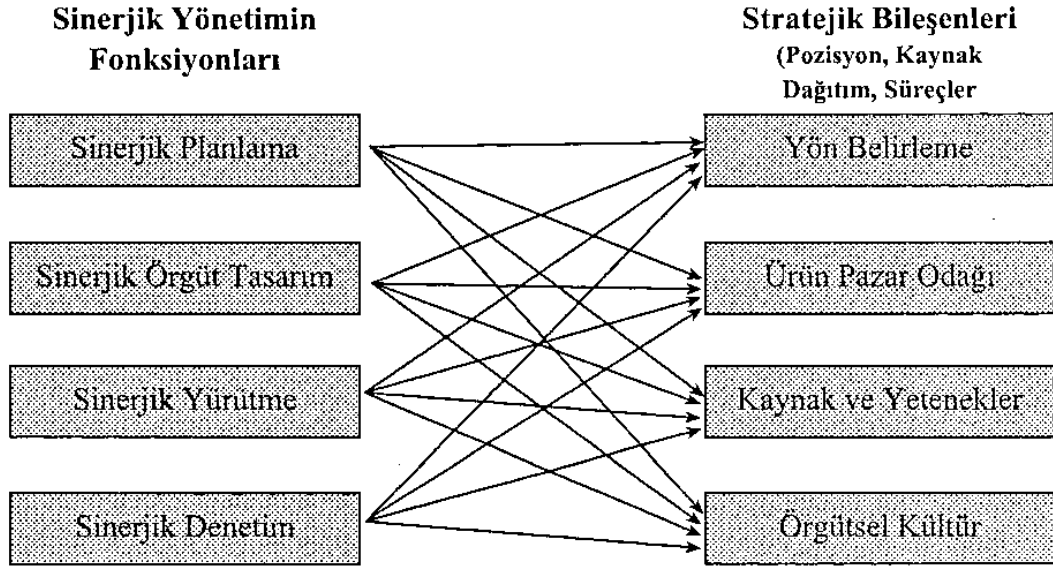 Sinerjik Yönetimin
Fonksiyonları
Stratejik Bileşenleri
(Pozisyon, Kaynak
Dağıtım, Süreçler
Sinerjik Planlama
Yön Belirleme
Sinerjik Örgüt Tasarım
Ürün Pazar Odağı
Sinerjik Yürütme
Kaynak ve Yetenekler
Sinerjik Denetim
Örgütsel Kültür